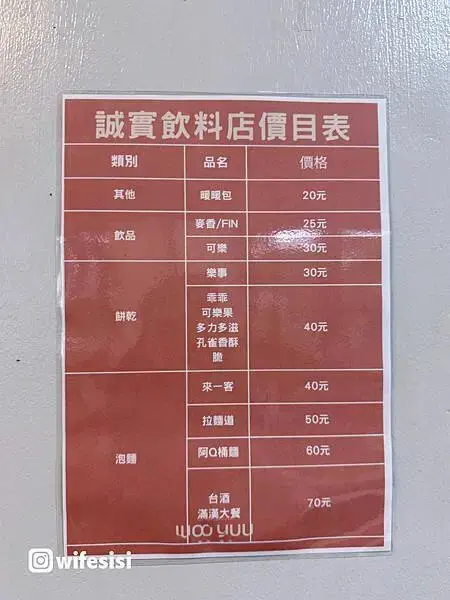 誠實飲料店價目表
類別 品名 價格
其他 暖暖包 20元
飲品 麥香/FIN 25元
可樂 30元
餅乾 樂事 30元
乖乖
可樂果
多力多滋
孔雀香酥
脆
40元
泡麵 來一客 40元
拉麵道 50元
阿Q桶麵 60元
台酒
滿漢大餐
70元
woo yuu
wifesisi